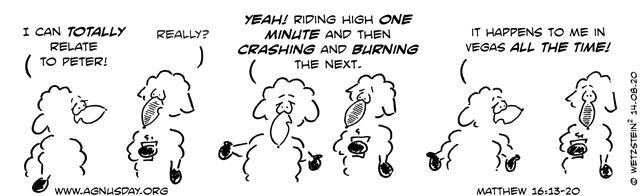 I CAN TOTALLY
RELATE
TO PETER!
REALLY?
YEAH! RIDING HIGH ONE
MINUTE AND THEN
CRASHING AND BURNING
THE NEXT.
IT HAPPENS TO ME IN
VEGAS ALL THE TIME!
© WETZSTEIN² 14.08.20
WWW.AGNUSDAY.ORG
MATTHEW 16:13-20